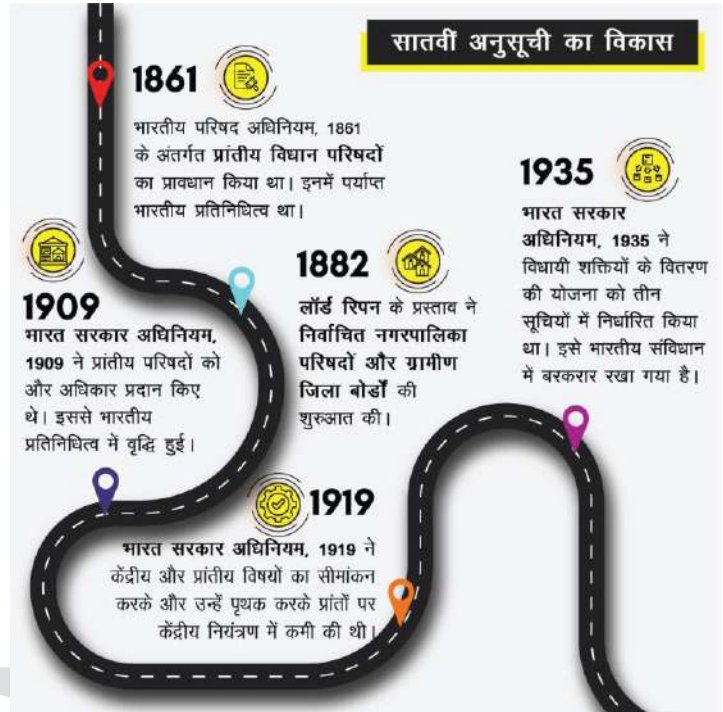 सातवीं अनुसूची का विकास
1861
भारतीय परिषद अधिनियम, 1861
के अंतर्गत प्रांतीय विधान परिषदों
का प्रावधान किया था। इनमें पर्याप्त
भारतीय प्रतिनिधित्व था।
1882
लॉर्ड रिपन के प्रस्ताव ने
निर्वाचित नगरपालिका
परिषदों और ग्रामीण
जिला बोर्डों की
शुरुआत की।
1909
भारत सरकार अधिनियम,
1909 ने प्रांतीय परिषदों को
और अधिकार प्रदान किए
थे। इससे भारतीय
प्रतिनिधित्व में वृद्धि हुई।
1919
भारत सरकार अधिनियम, 1919 ने
केंद्रीय और प्रांतीय विषयों का सीमांकन
करके और उन्हें पृथक करके प्रांतों पर
केंद्रीय नियंत्रण में कमी की थी।
1935
भारत सरकार
अधिनियम, 1935 ने
विधायी शक्तियों के वितरण
की योजना को तीन
सूचियों में निर्धारित किया
था। इसे भारतीय संविधान
में बरकरार रखा गया है।